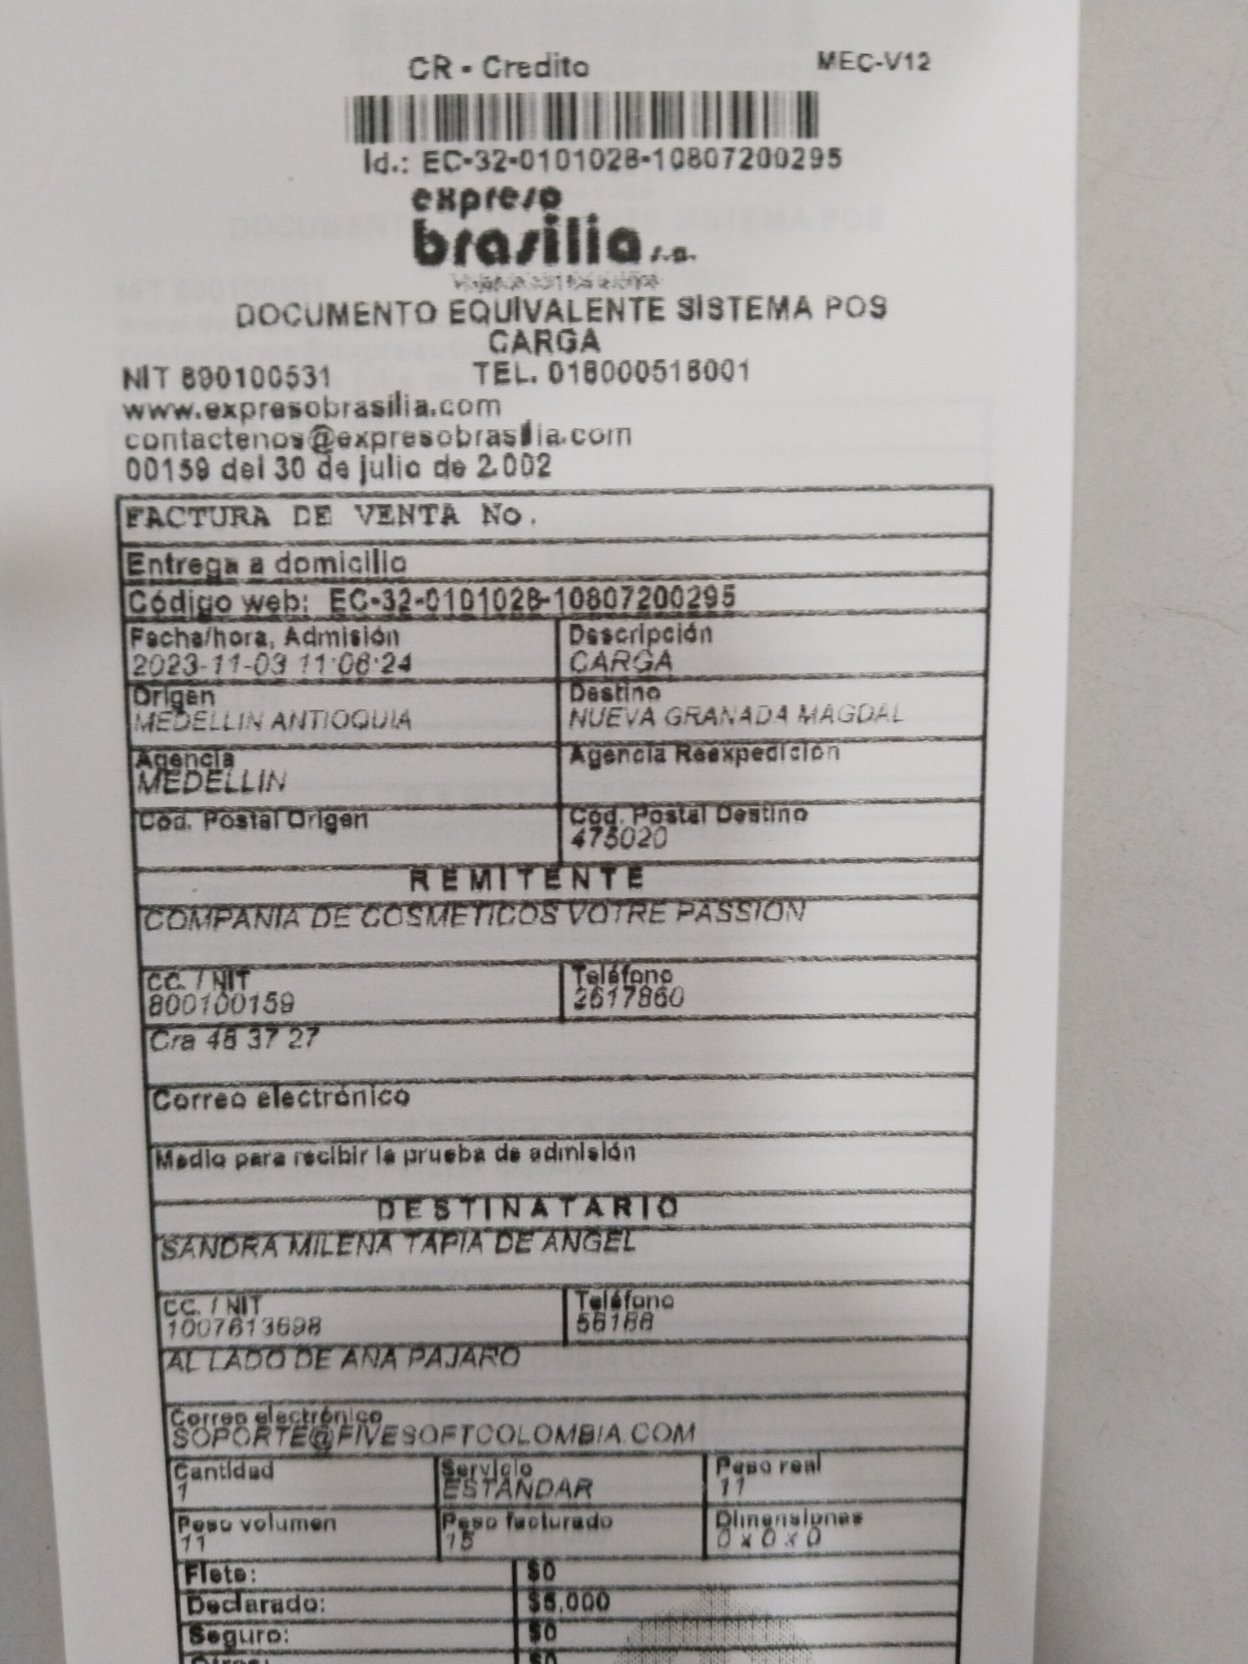 CR - Credito MEC-V12
Id.: EC-32-0101028-10807200295
expreso
brasilia s.a.
DOCUMENTO EQUIVALENTE SISTEMA POS
CARGA
NIT 890100531 TEL. 018000518001
www.expresobrasilia.com
contactenos@expresobrasilia.com
00159 del 30 de julio de 2.002
FACTURA DE VENTA No.
Entrega a domicilio
Código web: EC-32-0101028-10807200295
Fecha/hora, Admisión Descripción
2023-11-03 11:06:24 CARGA
Origen Destino
MEDELLIN ANTIOQUIA NUEVA GRANADA MAGDAL
Agencia Agencia Reexpedición
MEDELLIN
Cod. Postal Origen Cod. Postal Destino
475020
REMITENTE
COMPANIA DE COSMETICOS VOTRE PASSION
CC. / NIT Teléfono
800100159 2617860
Cra 48 37 27
Correo electrónico
Medio para recibir la prueba de admisión
DESTINATARIO
SANDRA MILENA TAPIA DE ANGEL
CC. / NIT Teléfono
1007613698 56188
AL LADO DE ANA PAJARO
Correo electrónico
SOPORTE@FIVESOFTCOLOMBIA.COM
Cantidad Servicio Peso real
1 ESTANDAR 11
Peso volumen Peso facturado Dimensiones
11 15 0 x 0 x 0
Flete: $0
Declarado: $5,000
Seguro: $0
Otros: $0